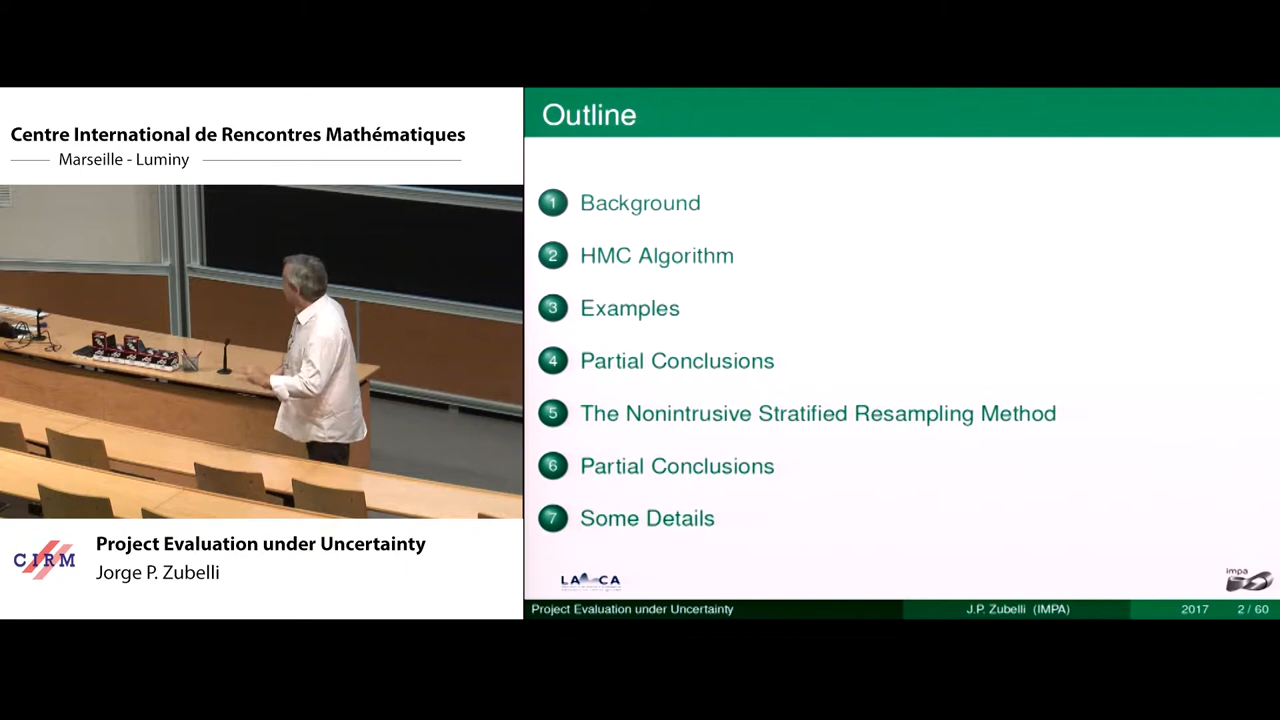 Centre International de Rencontres Mathématiques
Marseille - Luminy
CIRM
Project Evaluation under Uncertainty
Jorge P. Zubelli
Outline
1 Background
2 HMC Algorithm
3 Examples
4 Partial Conclusions
5 The Nonintrusive Stratified Resampling Method
6 Partial Conclusions
7 Some Details
impa
Project Evaluation under Uncertainty J.P. Zubelli (IMPA) 2017 2 / 60